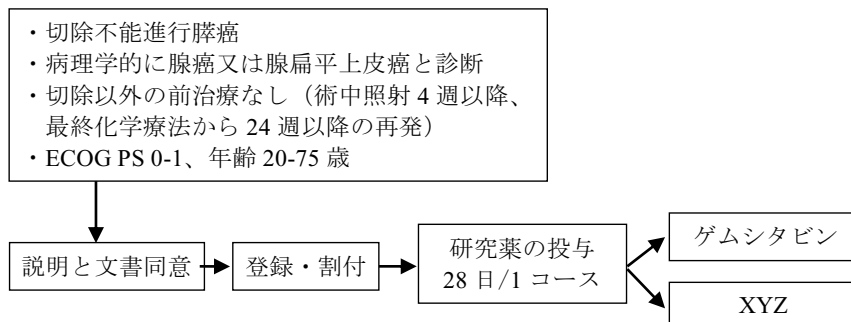 ・切除不能進行膵癌
・病理学的に腺癌又は腺扁平上皮癌と診断
・切除以外の前治療なし（術中照射 4 週以降、
最終化学療法から 24 週以降の再発）
・ECOG PS 0-1、年齢 20-75 歳
説明と文書同意
登録・割付
研究薬の投与
28 日/1 コース
ゲムシタビン
XYZ